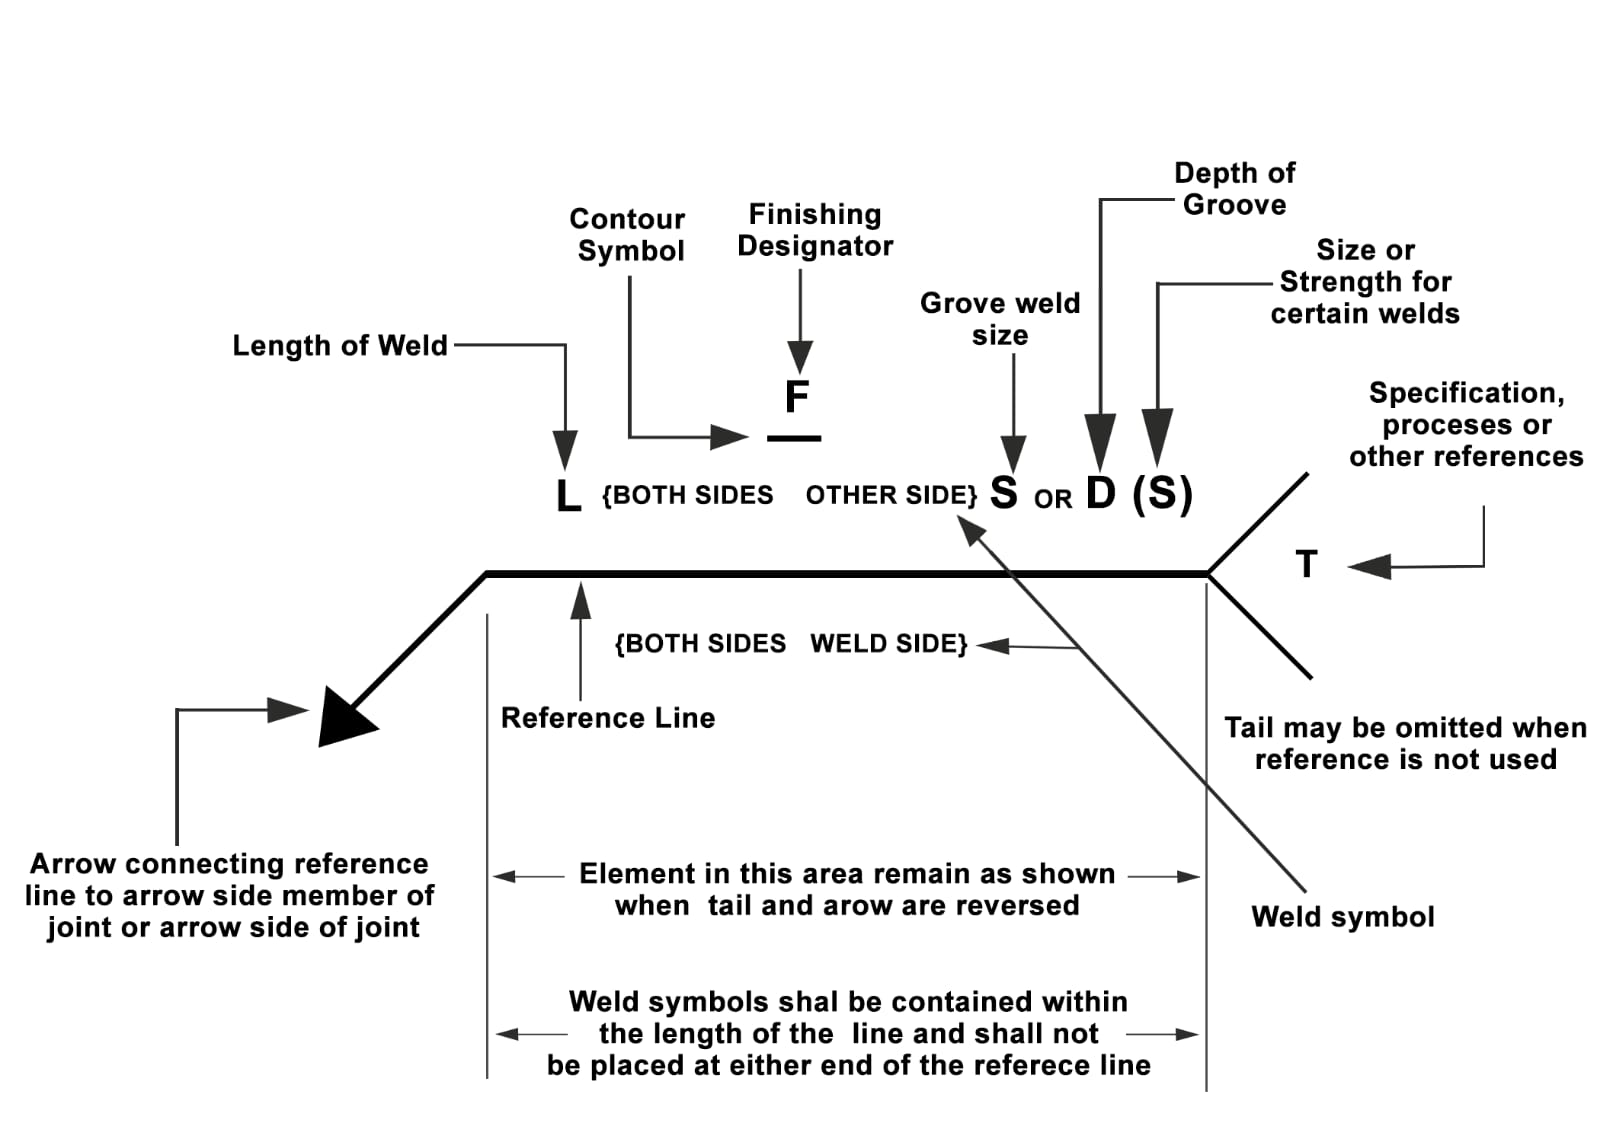 Depth of
Groove
Contour
Symbol
Finishing
Designator
Size or
Strength for
certain welds
Grove weld
size
Length of Weld
F
Specification,
proceses or
other references
L {BOTH SIDES OTHER SIDE} S OR D (S)
T
{BOTH SIDES WELD SIDE}
Reference Line
Tail may be omitted when
reference is not used
Arrow connecting reference
line to arrow side member of
joint or arrow side of joint
Element in this area remain as shown
when tail and arow are reversed
Weld symbol
Weld symbols shal be contained within
the length of the line and shall not
be placed at either end of the referece line